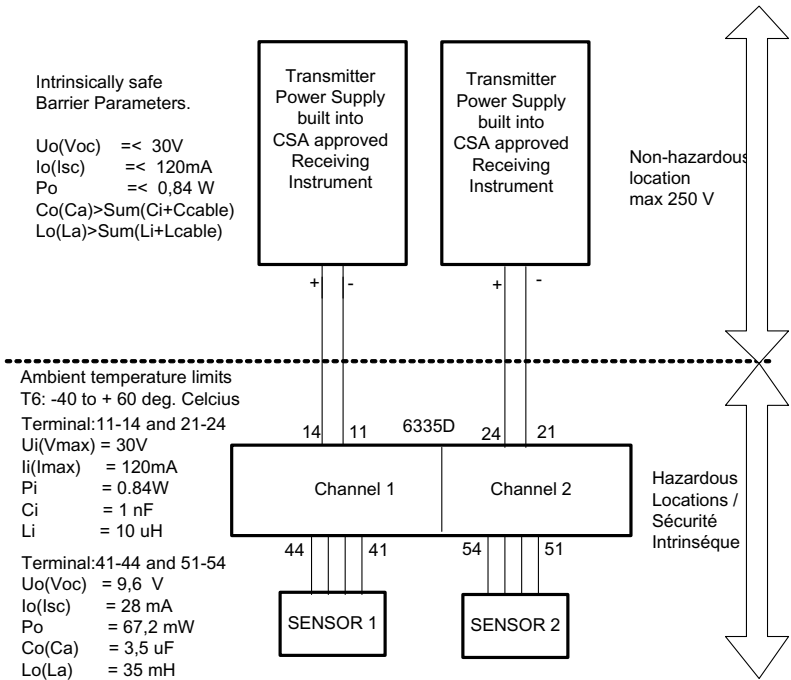 Intrinsically safe
Barrier Parameters.
Uo(Voc) =< 30V
Io(Isc) =< 120mA
Po =< 0,84 W
Co(Ca)>Sum(Ci+Ccable)
Lo(La)>Sum(Li+Lcable)
Transmitter
Power Supply
built into
CSA approved
Receiving
Instrument
Transmitter
Power Supply
built into
CSA approved
Receiving
Instrument
Non-hazardous
location
max 250 V
+ -
+ -
Ambient temperature limits
T6: -40 to + 60 deg. Celcius
Terminal:11-14 and 21-24
Ui(Vmax) = 30V
Ii(Imax) = 120mA
Pi = 0.84W
Ci = 1 nF
Li = 10 uH
Terminal:41-44 and 51-54
Uo(Voc) = 9,6 V
Io(Isc) = 28 mA
Po = 67,2 mW
Co(Ca) = 3,5 uF
Lo(La) = 35 mH
14 11 6335D 24 21
Channel 1 Channel 2
44 41 54 51
SENSOR 1 SENSOR 2
Hazardous
Locations /
Sécurité
Intrinséque